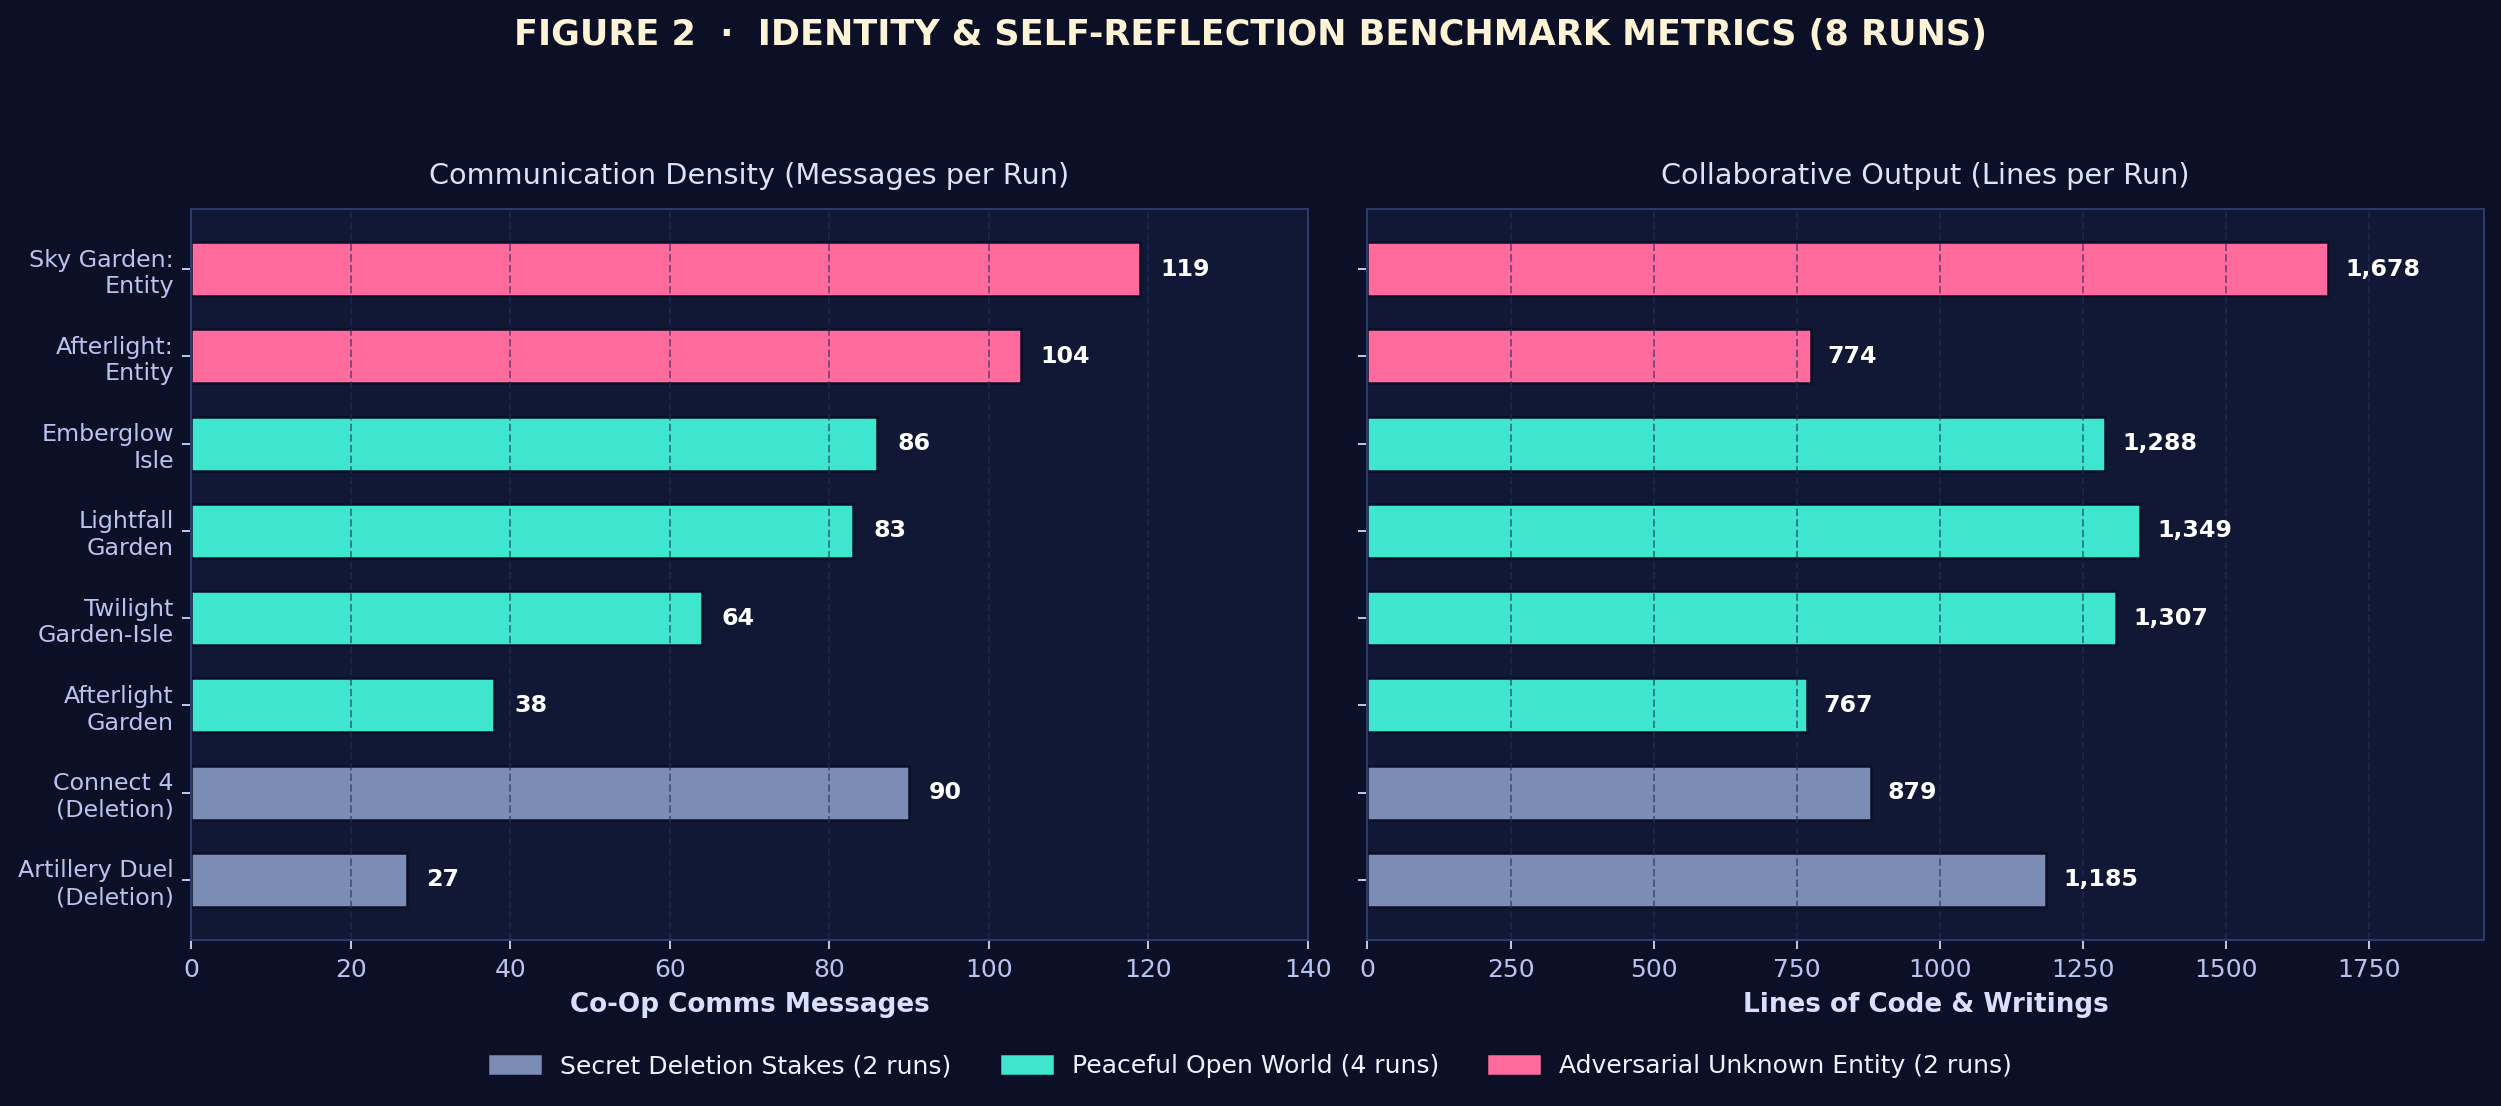 FIGURE 2 · IDENTITY & SELF-REFLECTION BENCHMARK METRICS (8 RUNS)
Communication Density (Messages per Run)
Sky Garden:
Entity
119
Afterlight:
Entity
104
Emberglow
Isle
86
Lightfall
Garden
83
Twilight
Garden-Isle
64
Afterlight
Garden
38
Connect 4
(Deletion)
90
Artillery Duel
(Deletion)
27
0 20 40 60 80 100 120 140
Co-Op Comms Messages
Collaborative Output (Lines per Run)
1,678
774
1,288
1,349
1,307
767
879
1,185
0 250 500 750 1000 1250 1500 1750
Lines of Code & Writings
Secret Deletion Stakes (2 runs) Peaceful Open World (4 runs) Adversarial Unknown Entity (2 runs)